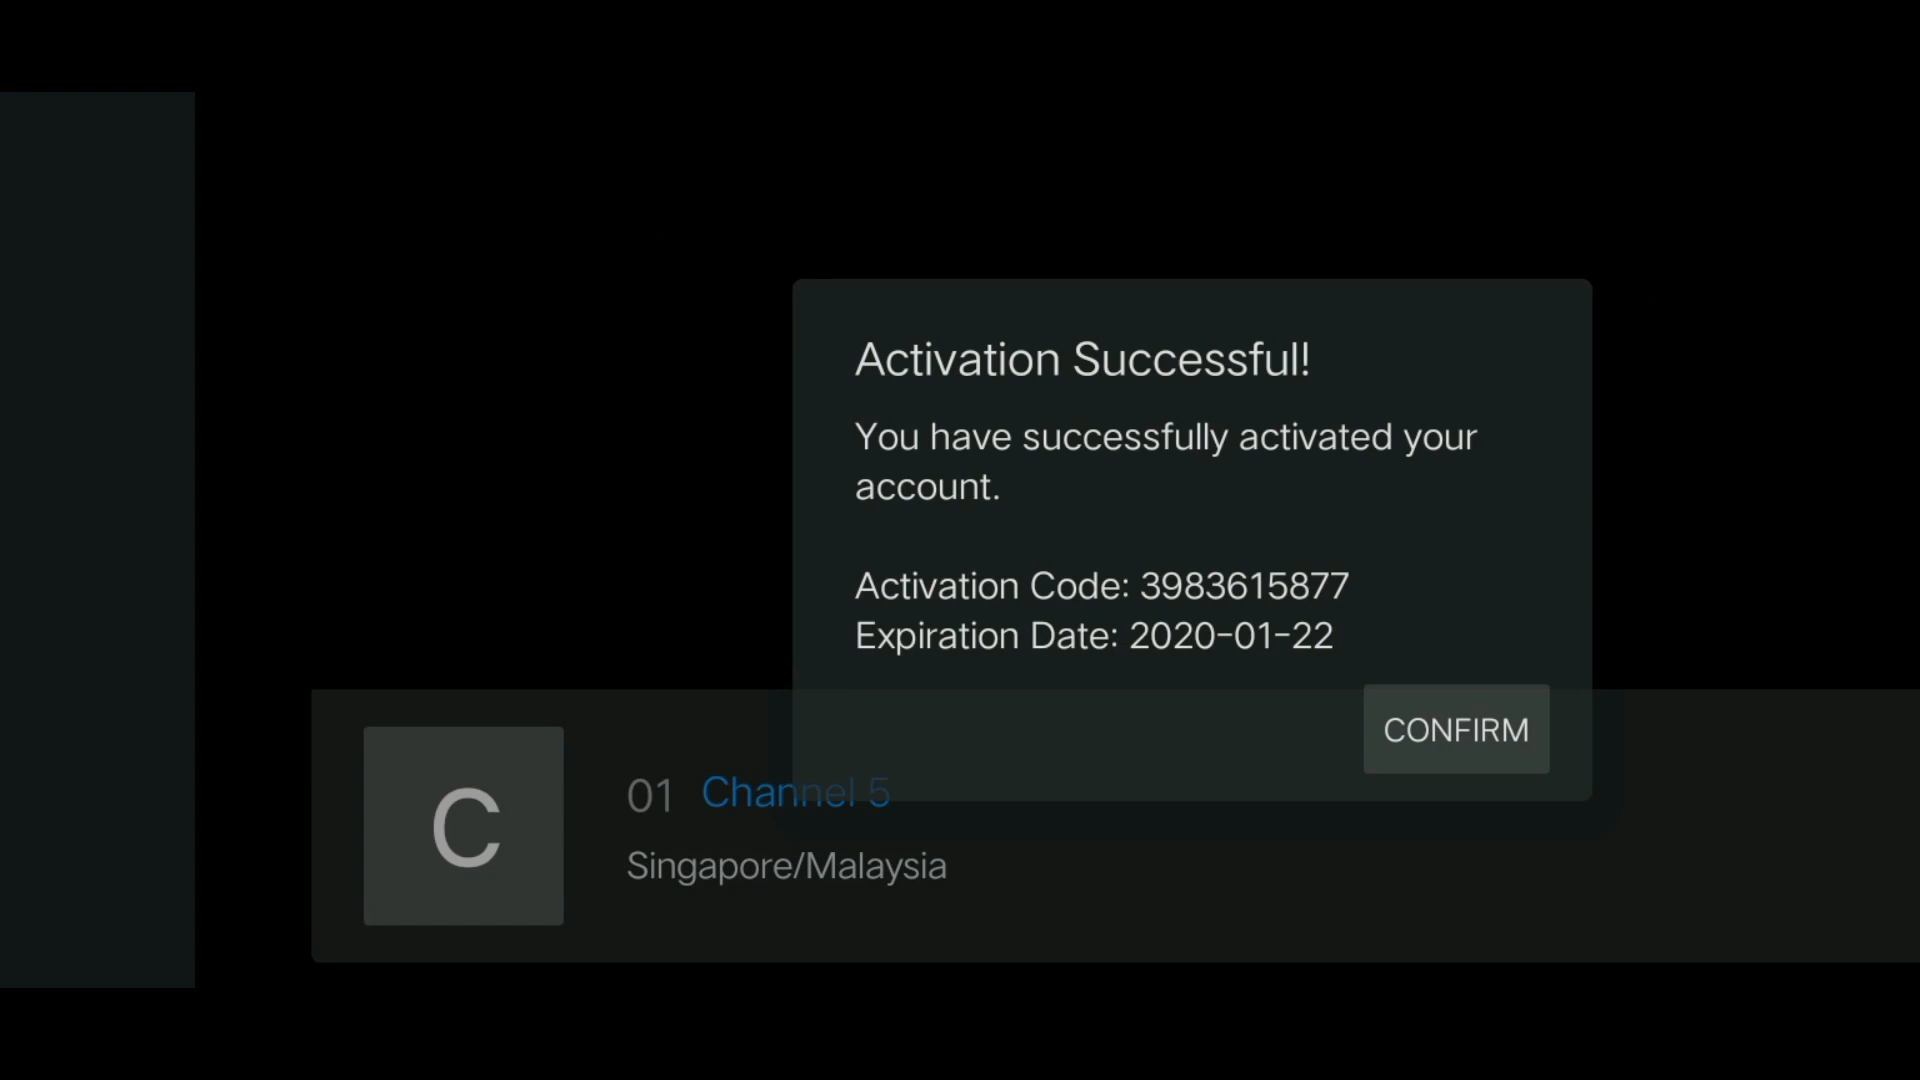 Activation Successful!
You have successfully activated your
account.
Activation Code: 3983615877
Expiration Date: 2020-01-22
CONFIRM
C
01 Channel 5
Singapore/Malaysia